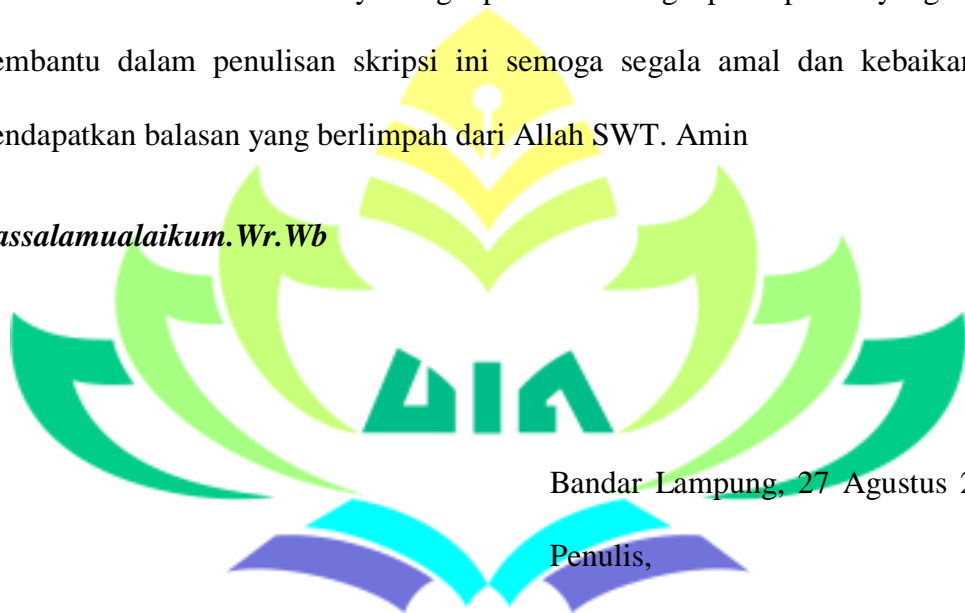 embantu dalam penulisan skripsi ini semoga segala amal dan kebaikan
endapatkan balasan yang berlimpah dari Allah SWT. Amin
assalamualaikum.Wr.Wb
UIN
Bandar Lampung, 27 Agustus 2
Penulis,